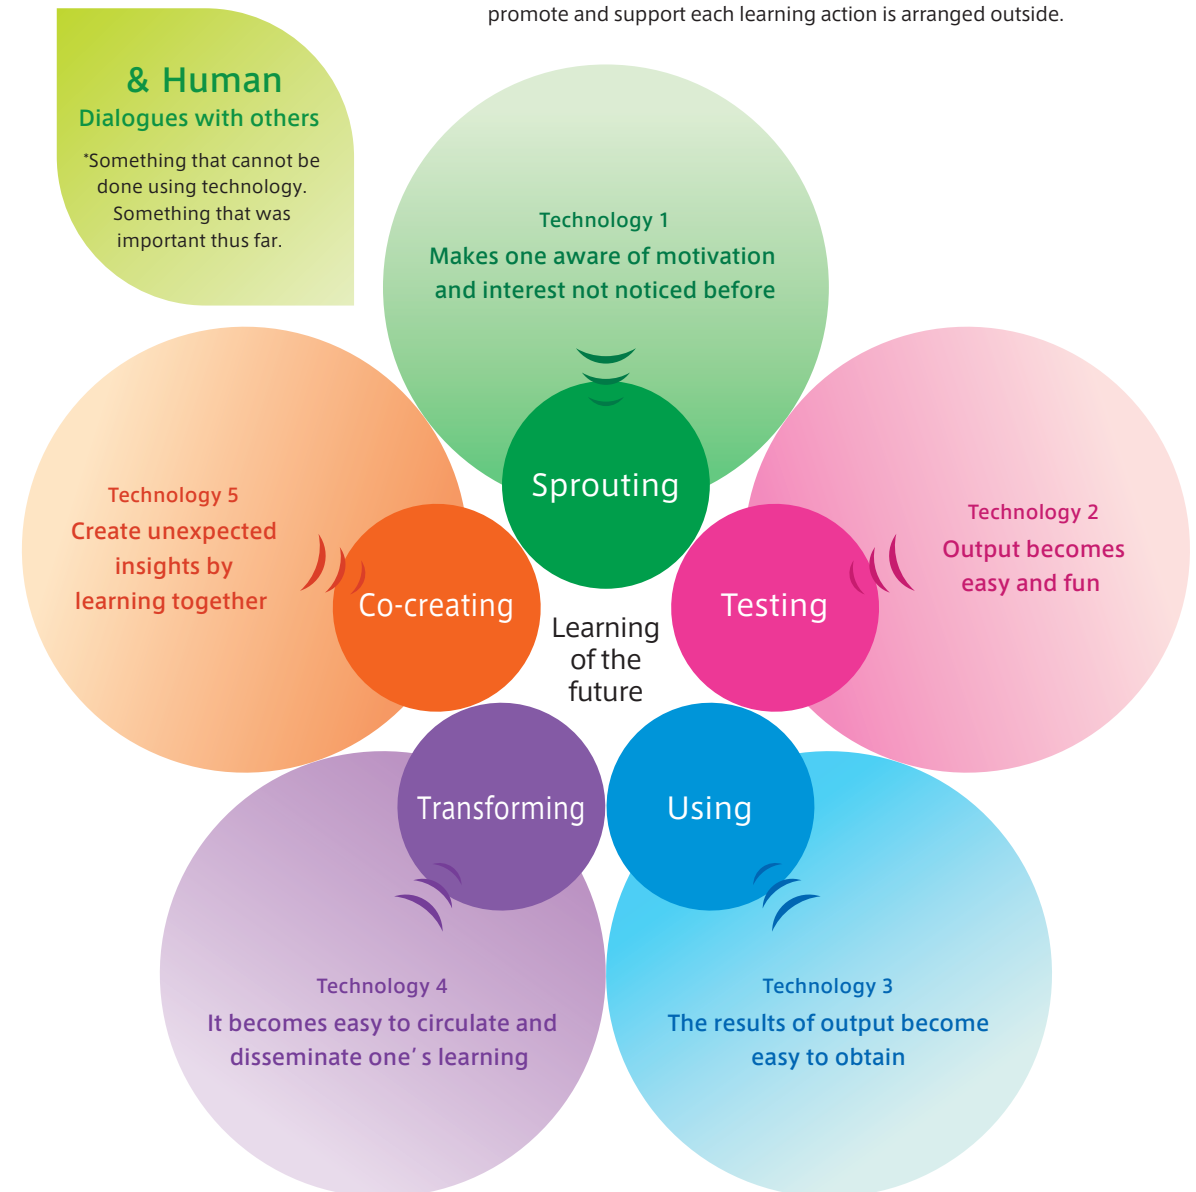 promote and support each learning action is arranged outside.
& Human
Dialogues with others
*Something that cannot be
done using technology.
Something that was
important thus far.
Technology 1
Makes one aware of motivation
and interest not noticed before
Sprouting
Technology 2
Output becomes
easy and fun
Testing
Technology 5
Create unexpected
insights by
learning together
Co-creating
Learning
of the
future
Transforming
Using
Technology 4
It becomes easy to circulate and
disseminate one's learning
Technology 3
The results of output become
easy to obtain